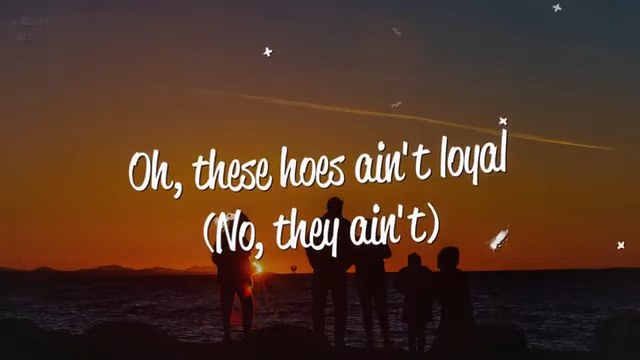 Oh, these hoes ain't loyal
(No, they ain't)